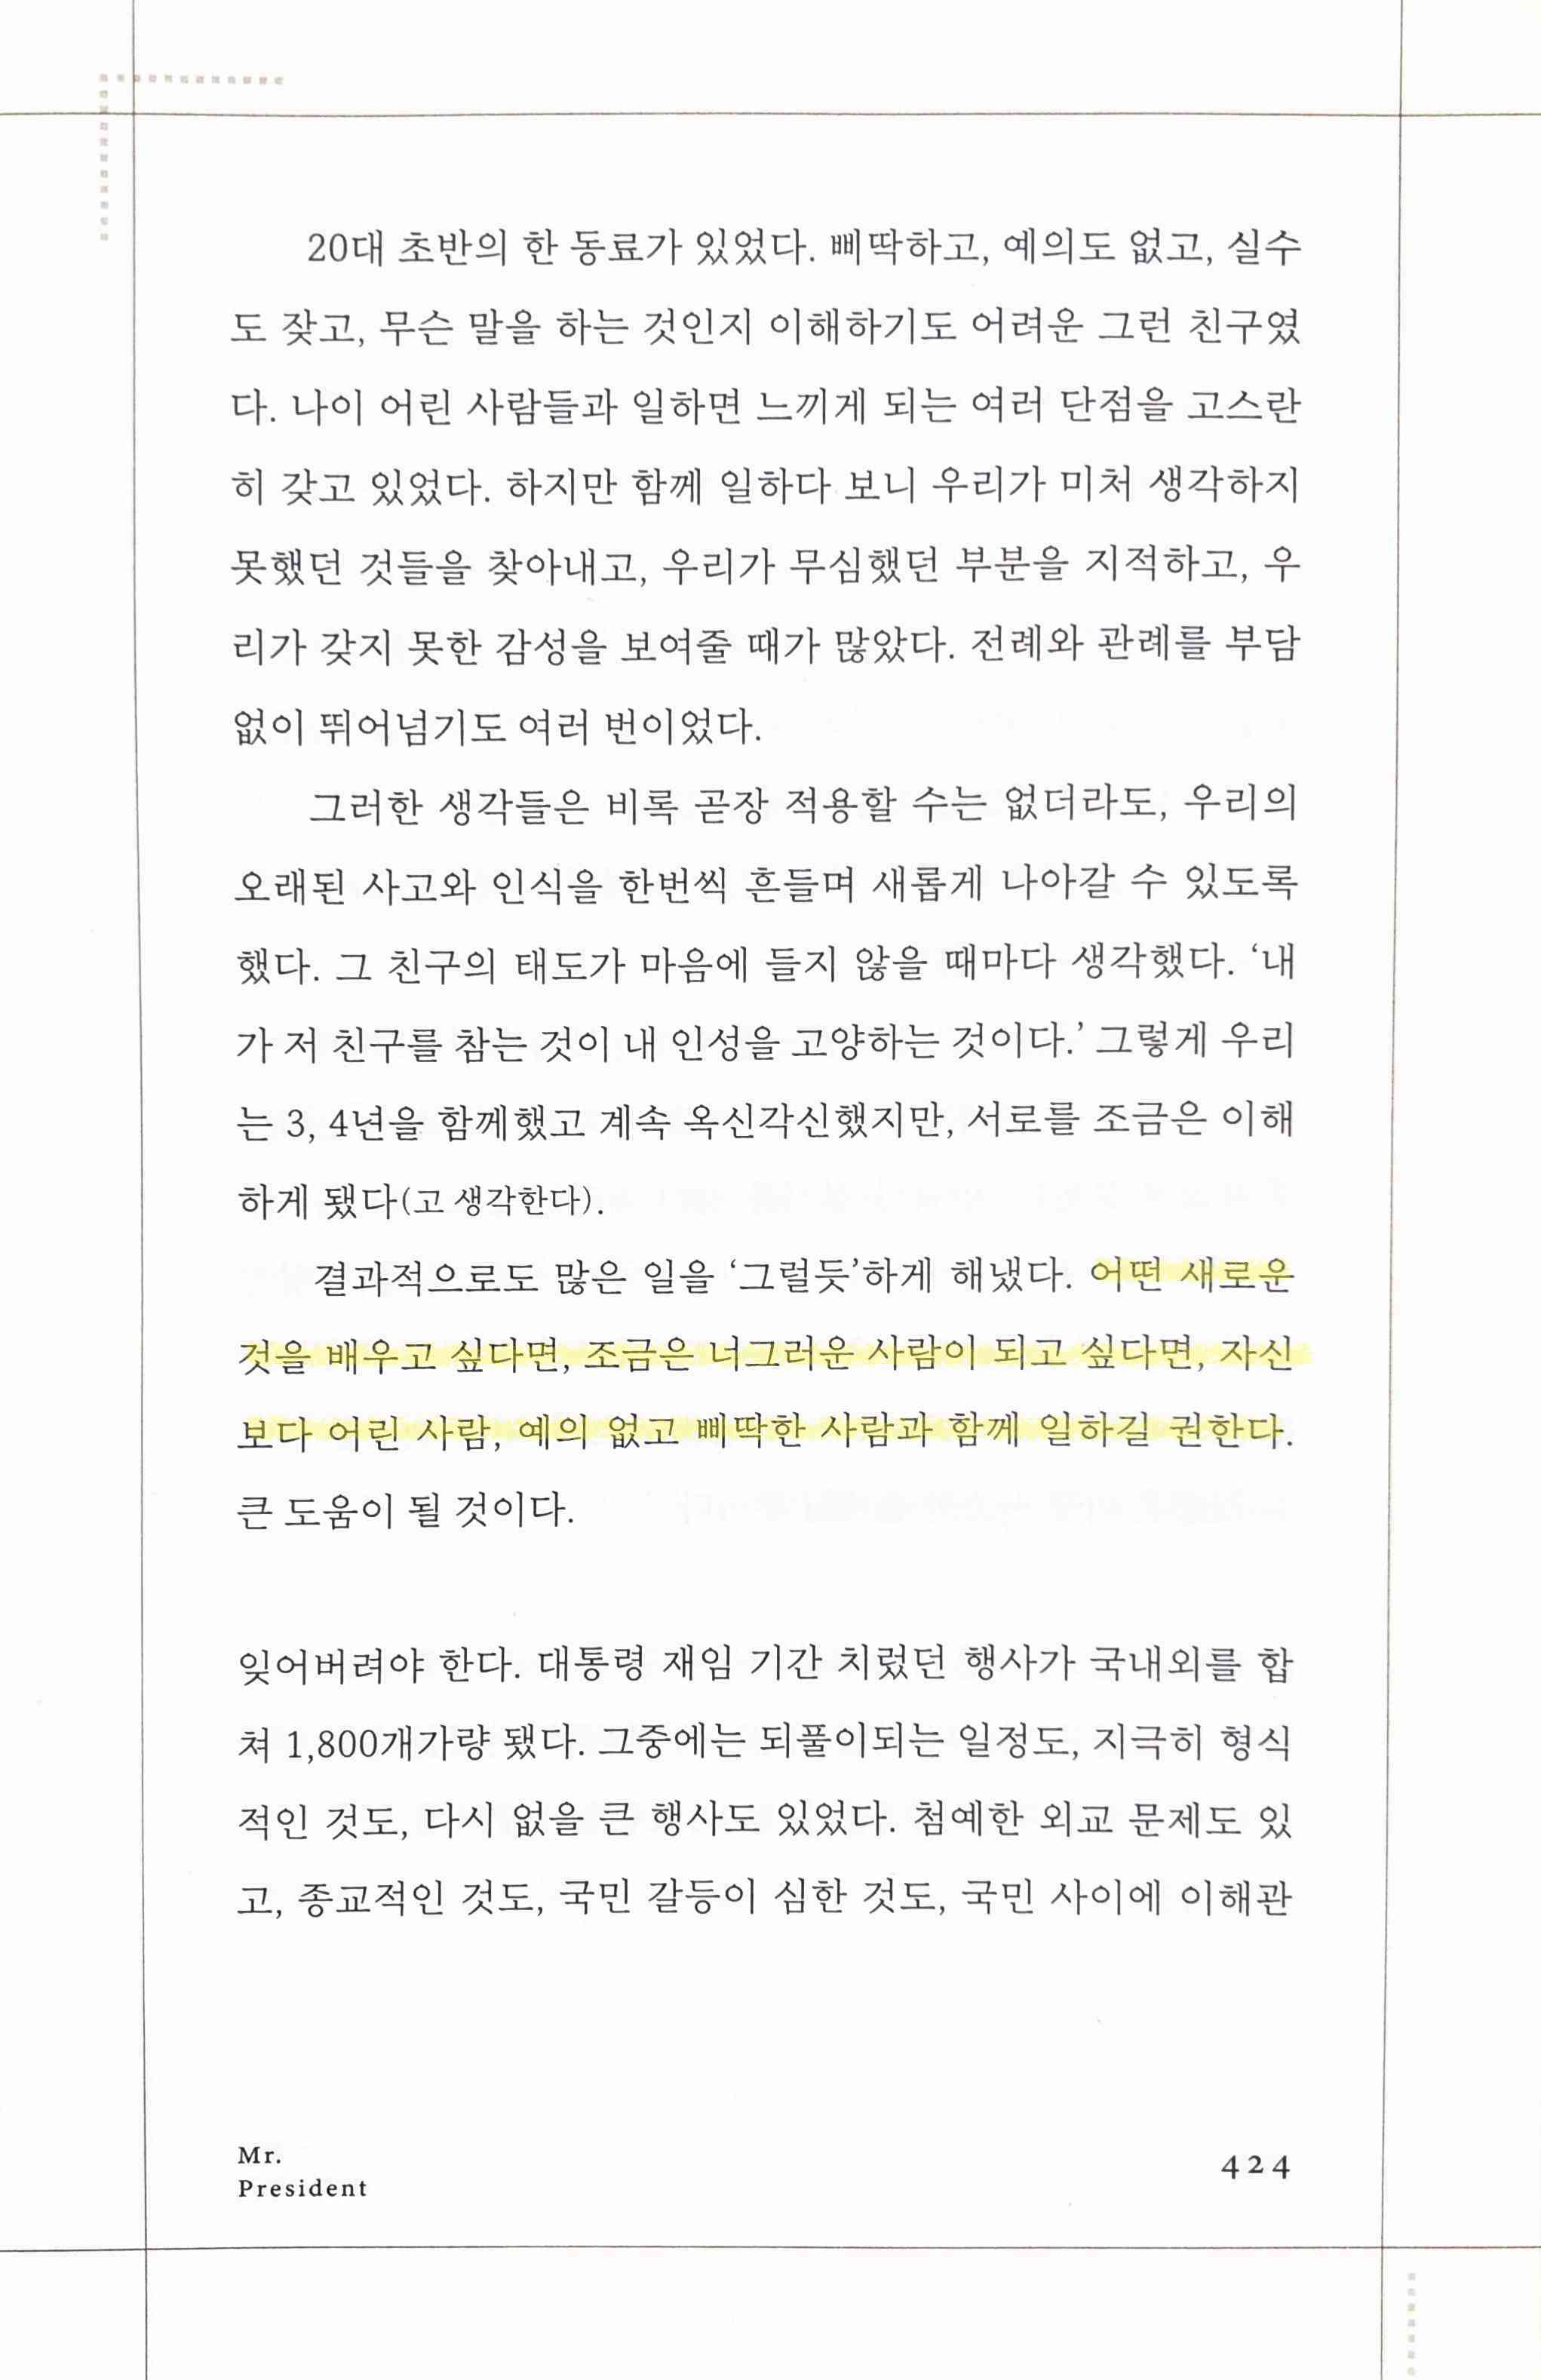 20대 초반의 한 동료가 있었다. 삐딱하고, 예의도 없고, 실수
도 잦고, 무슨 말을 하는 것인지 이해하기도 어려운 그런 친구였
다. 나이 어린 사람들과 일하면 느끼게 되는 여러 단점을 고스란
히 갖고 있었다. 하지만 함께 일하다 보니 우리가 미처 생각하지
못했던 것들을 찾아내고, 우리가 무심했던 부분을 지적하고, 우
리가 갖지 못한 감성을 보여줄 때가 많았다. 전례와 관례를 부담
없이 뛰어넘기도 여러 번이었다.
그러한 생각들은 비록 곧장 적용할 수는 없더라도, 우리의
오래된 사고와 인식을 한번씩 흔들며 새롭게 나아갈 수 있도록
했다. 그 친구의 태도가 마음에 들지 않을 때마다 생각했다. ‘내
가 저 친구를 참는 것이 내 인성을 고양하는 것이다.’ 그렇게 우리
는 3, 4년을 함께했고 계속 옥신각신했지만, 서로를 조금은 이해
하게 됐다(고 생각한다).
결과적으로도 많은 일을 ‘그럴듯’하게 해냈다. 어떤 새로운
것을 배우고 싶다면, 조금은 너그러운 사람이 되고 싶다면, 자신
보다 어린 사람, 예의 없고 삐딱한 사람과 함께 일하길 권한다.
큰 도움이 될 것이다.
잊어버려야 한다. 대통령 재임 기간 치렀던 행사가 국내외를 합
쳐 1,800개가량 됐다. 그중에는 되풀이되는 일정도, 지극히 형식
적인 것도, 다시 없을 큰 행사도 있었다. 첨예한 외교 문제도 있
고, 종교적인 것도, 국민 갈등이 심한 것도, 국민 사이에 이해관
Mr.
President
424